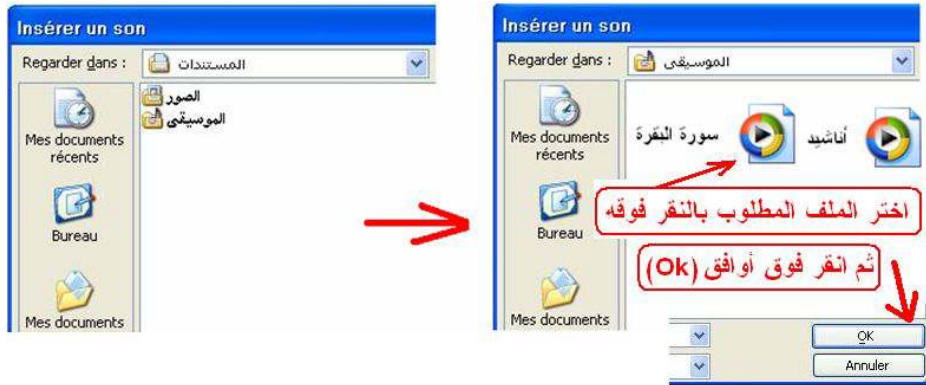 Insérer un son
Regarder dans :
المستندات
الصور
الموسيقى
Mes documents
récents
Bureau
Mes documents
Insérer un son
Regarder dans :
الموسيقى
Mes documents
récents
Bureau
Mes documents
أناشيد
سورة البقرة
اختر الملف المطلوب بالنقر فوقه
ثم انقر فوق أوافق (Ok)
OK
Annuler